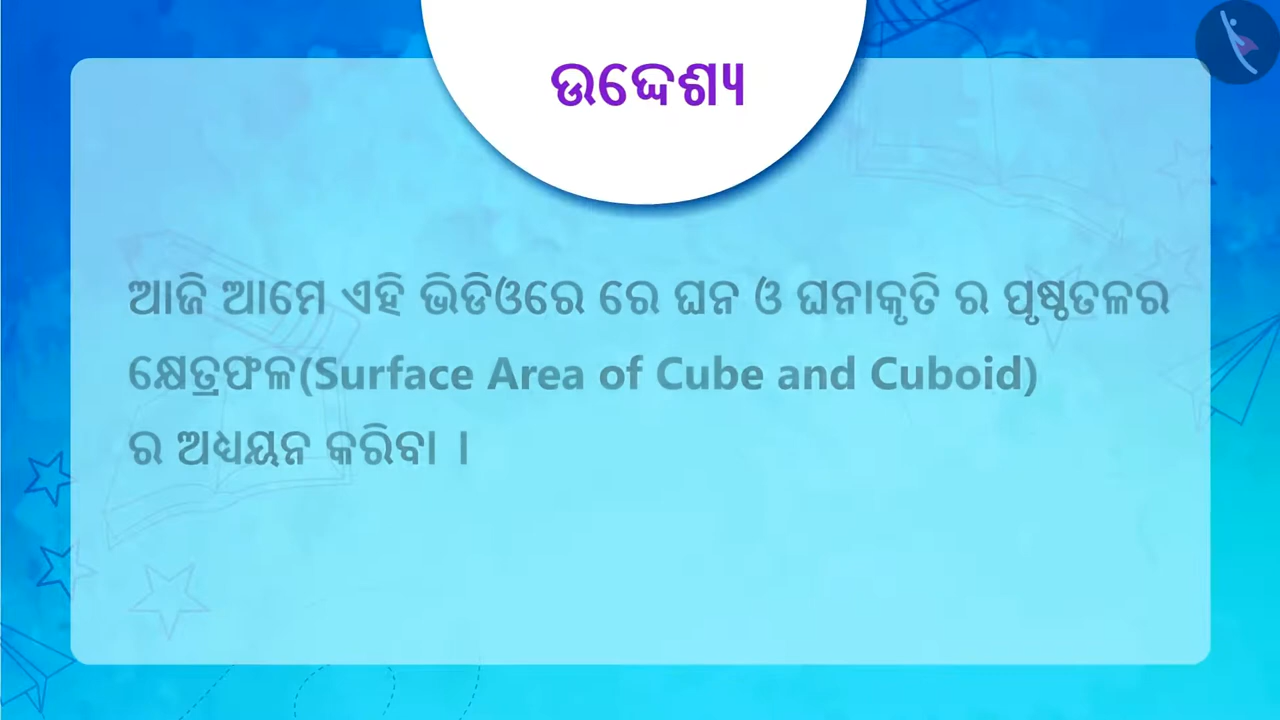 ଉଦ୍ଦେଶ୍ୟ
ଆଜି ଆମେ ଏହି ଭିଡିଓରେ ରେ ଘନ ଓ ଘନାକୃତି ର ପୃଷ୍ଠତଳର
କ୍ଷେତ୍ରଫଳ(Surface Area of Cube and Cuboid)
ର ଅଧ୍ୟୟନ କରିବା ।